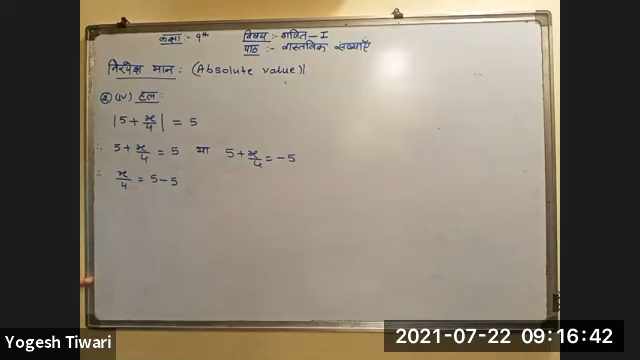 कक्षा :- 9th विषय :- गणित - I
पाठ :- वास्तविक संख्याएँ
निरपेक्ष मान : (Absolute value)
② (iv) हल :
|5 + x/4| = 5
∴ 5 + x/4 = 5 या 5 + x/4 = -5
∴ x/4 = 5 - 5
Yogesh Tiwari
2021-07-22 09:16:42